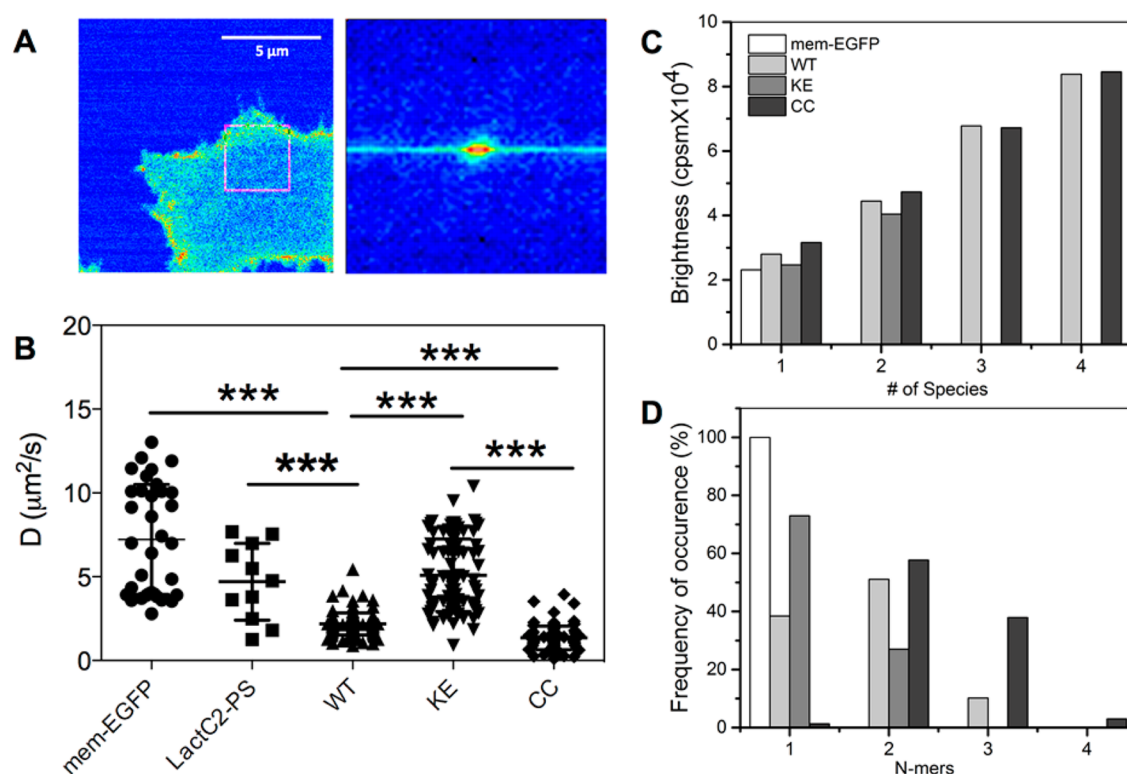 A
5 μm
B
D (μm²/s)
20
15
10
5
0
***
***
***
***
***
mem-EGFP
LactC2-PS
WT
KE
CC
C
Brightness (cpsmX10⁴)
10
8
6
4
2
0
mem-EGFP
WT
KE
CC
1 2 3 4
# of Species
D
Frequency of occurence (%)
100
80
60
40
20
0
1 2 3 4
N-mers